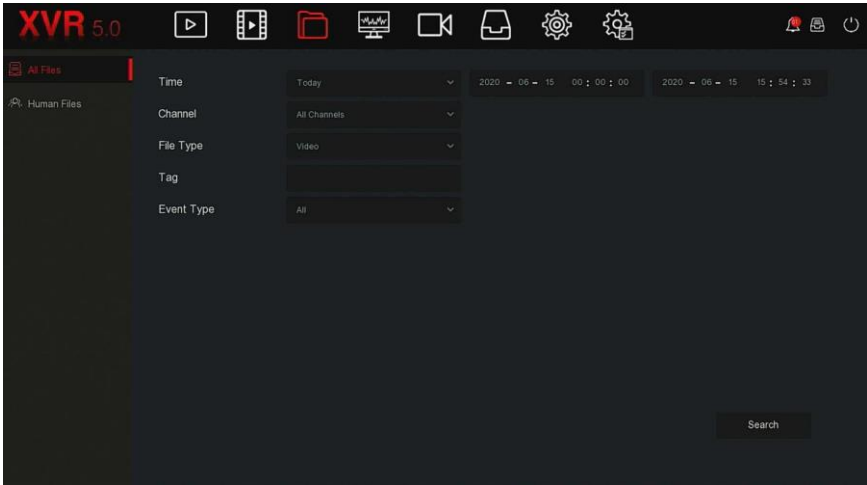 XVR 5.0
All Files
Human Files
Time Today 2020 - 06 - 15 00 : 00 : 00 2020 - 06 - 15 15 : 54 : 33
Channel All Channels
File Type Video
Tag
Event Type All
Search